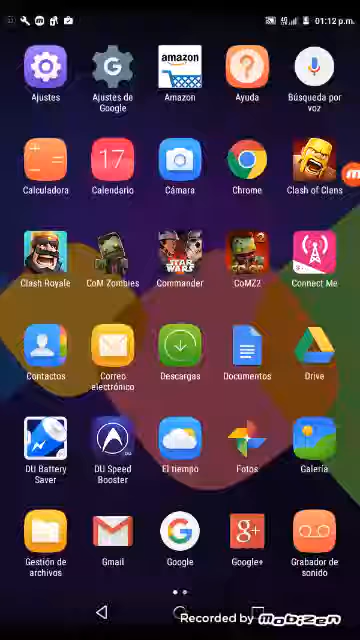 01:12 p.m.
Ajustes
Ajustes de
Google
amazon
Amazon
Ayuda
Búsqueda por
voz
Calculadora
17
Calendario
Cámara
Chrome
Clash of Clans
Clash Royale
CoM Zombies
STAR
WARS
Commander
CoMZ2
Connect Me
Contactos
Correo
electrónico
Descargas
Documentos
Drive
DU Battery
Saver
DU Speed
Booster
El tiempo
Fotos
Galería
Gestión de
archivos
Gmail
Google
g+
Google+
Grabador de
sonido
Recorded by mobizen